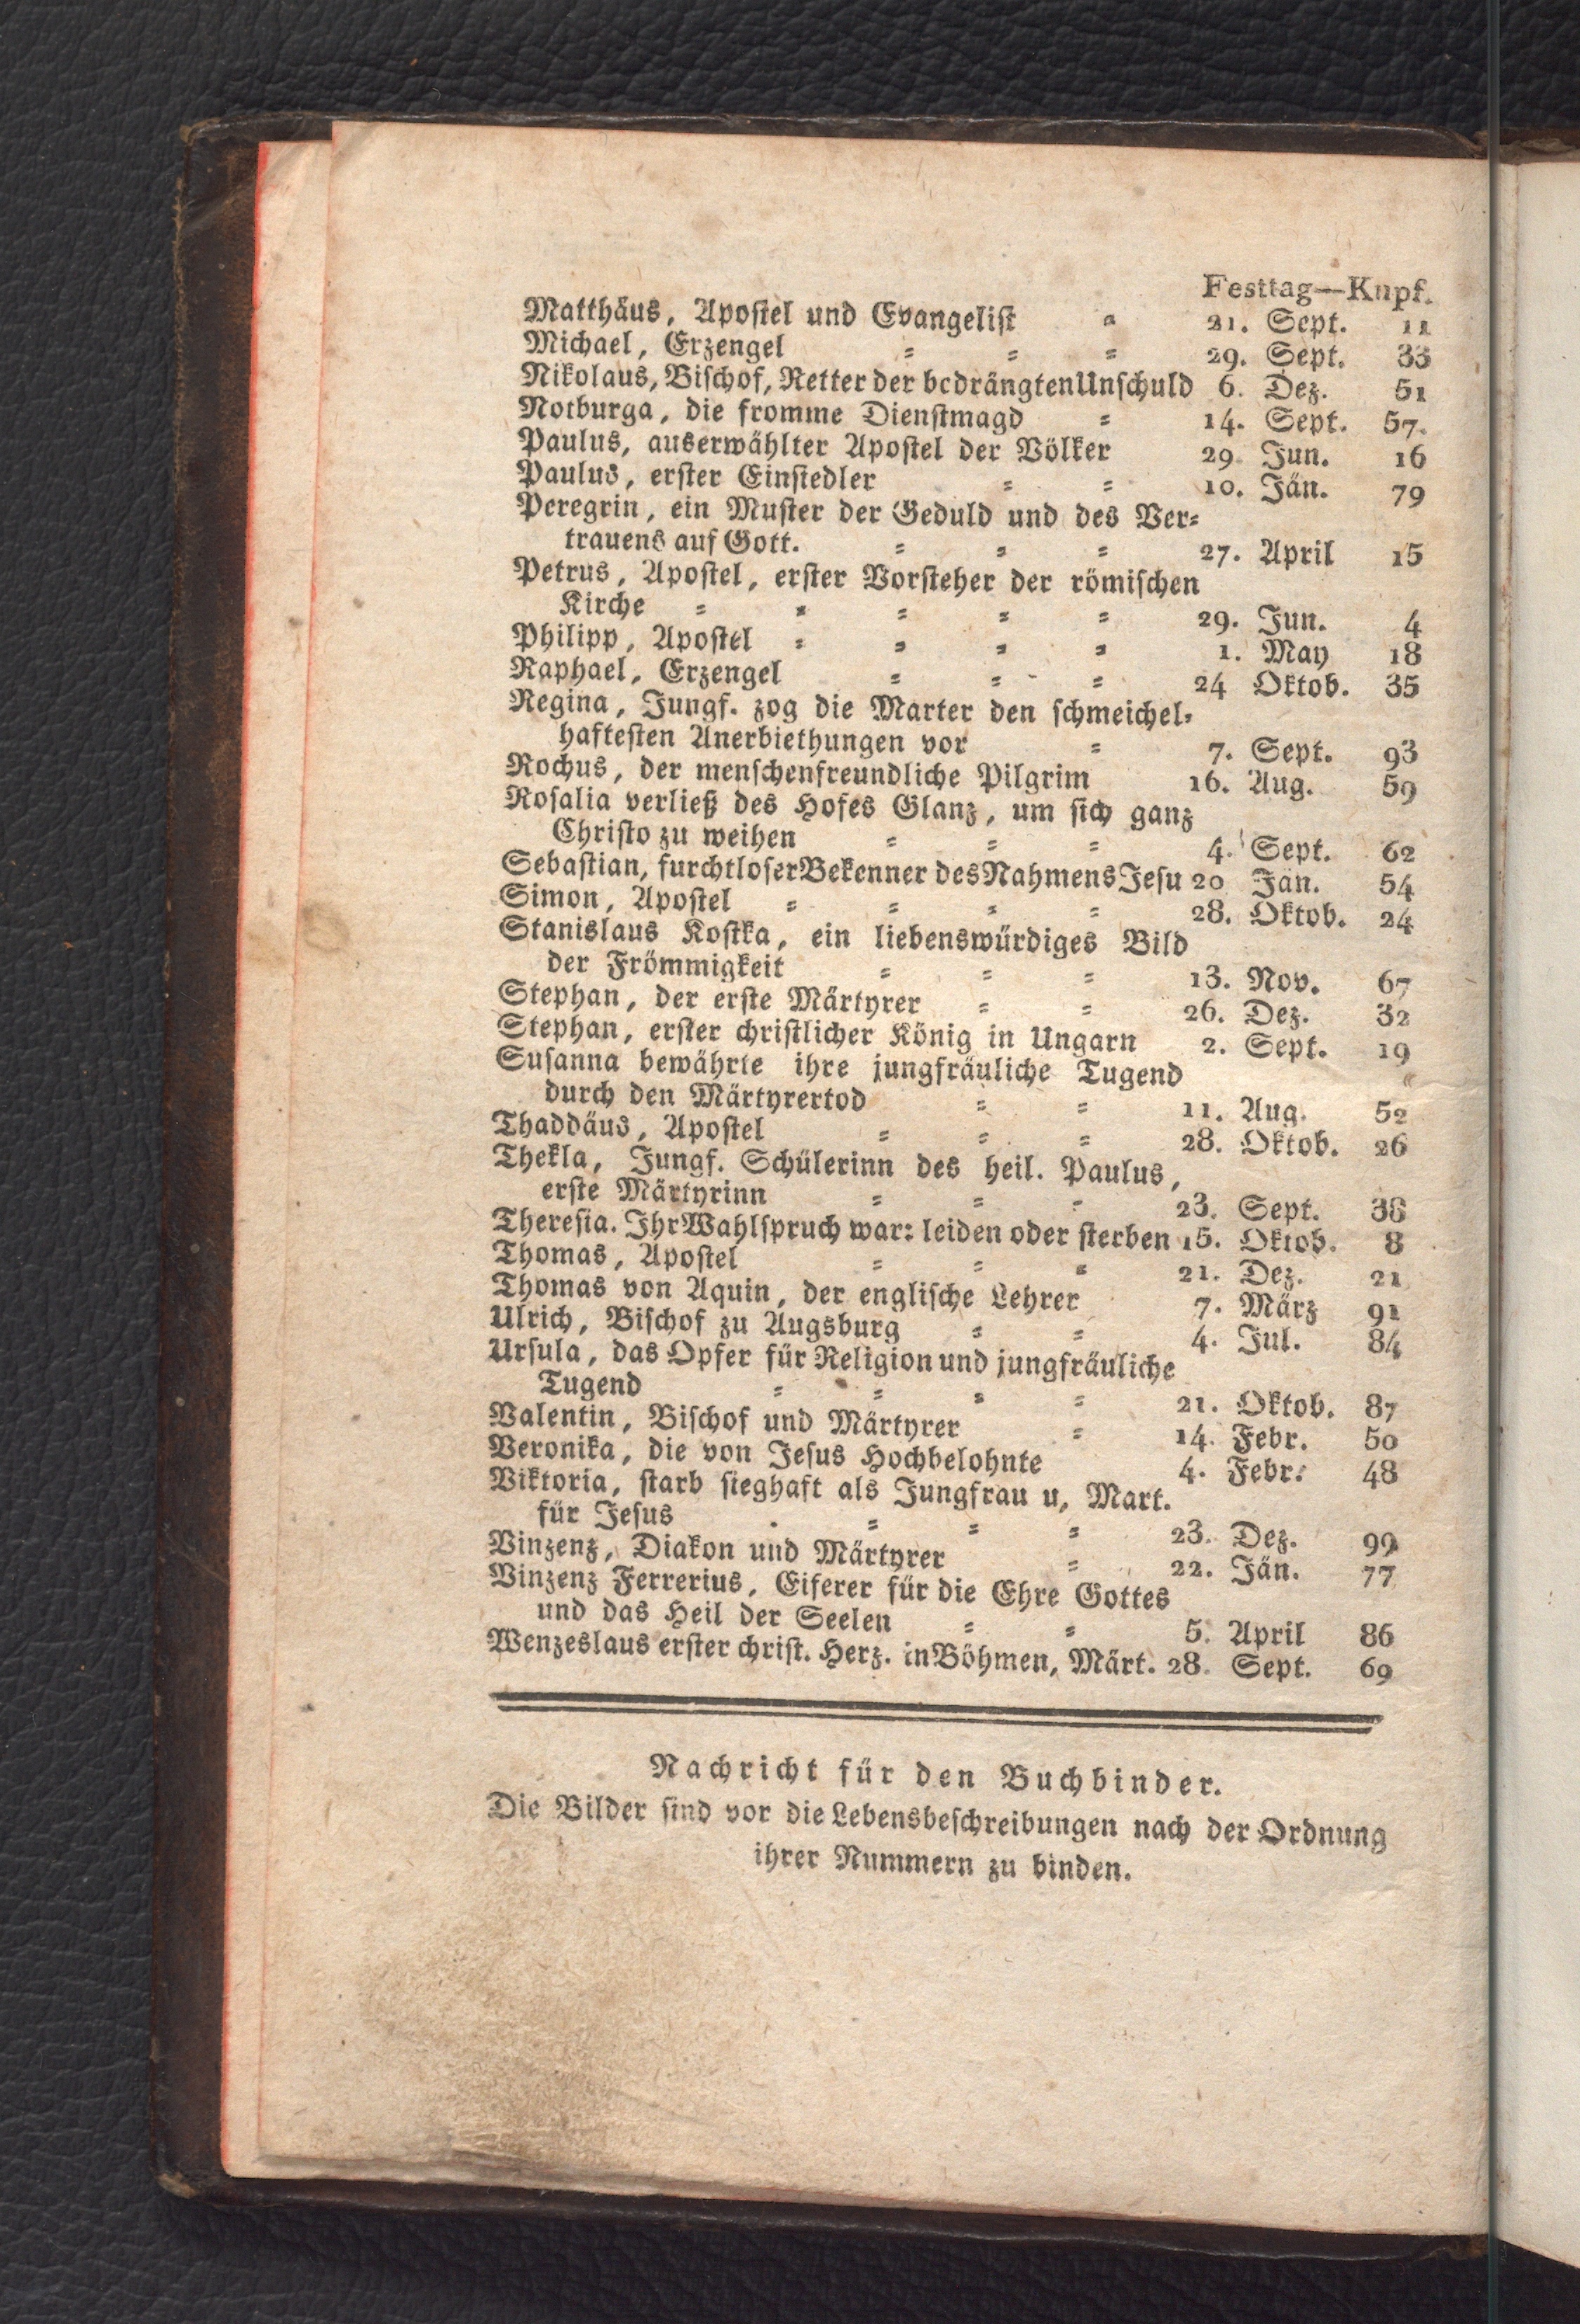 Festtag—Kupf.
Matthäus, Apostel und Evangelist = 21. Sept. 11
Michael, Erzengel = = = 29. Sept. 33
Nikolaus, Bischof, Retter der bedrängten Unschuld 6. Dez. 51
Notburga, die fromme Dienstmagd = 14. Sept. 57.
Paulus, auserwählter Apostel der Völker 29. Jun. 16
Paulus, erster Einsiedler = = 10. Jän. 79
Peregrin, ein Muster der Geduld und des Ver=
trauens auf Gott. = = = 27. April 15
Petrus, Apostel, erster Vorsteher der römischen
Kirche = = = = = 29. Jun. 4
Philipp, Apostel = = = = 1. May 18
Raphael, Erzengel = = = 24 Oktob. 35
Regina, Jungf. zog die Marter den schmeichel=
haftesten Anerbiethungen vor = 7. Sept. 93
Rochus, der menschenfreundliche Pilgrim 16. Aug. 59
Rosalia verließ des Hofes Glanz, um sich ganz
Christo zu weihen = = = 4. Sept. 62
Sebastian, furchtloser Bekenner des Nahmens Jesu 20 Jän. 54
Simon, Apostel = = = = 28. Oktob. 24
Stanislaus Kostka, ein liebenswürdiges Bild
der Frömmigkeit = = = 13. Nov. 67
Stephan, der erste Märtyrer = = 26. Dez. 32
Stephan, erster christlicher König in Ungarn 2. Sept. 19
Susanna bewährte ihre jungfräuliche Tugend
durch den Märtyrertod = = 11. Aug. 52
Thaddäus, Apostel = = = 28. Oktob. 26
Thekla, Jungf. Schülerinn des heil. Paulus,
erste Märtyrinn = = = 23. Sept. 38
Theresia. Ihr Wahlspruch war: leiden oder sterben 15. Oktob. 8
Thomas, Apostel = = = 21. Dez. 21
Thomas von Aquin, der englische Lehrer 7. März 91
Ulrich, Bischof zu Augsburg = = 4. Jul. 84
Ursula, das Opfer für Religion und jungfräuliche
Tugend = = = = 21. Oktob. 87
Valentin, Bischof und Märtyrer = 14. Febr. 50
Veronika, die von Jesus Hochbelohnte 4. Febr. 48
Viktoria, starb sieghaft als Jungfrau u, Mart.
für Jesus = = = = 23. Dez. 99
Vinzenz, Diakon und Märtyrer = 22. Jän. 77
Vinzenz Ferrerius, Eiferer für die Ehre Gottes
und das Heil der Seelen = = 5. April 86
Wenzeslaus erster christ. Herz. in Böhmen, Märt. 28. Sept. 69
Nachricht für den Buchbinder.
Die Bilder sind vor die Lebensbeschreibungen nach der Ordnung
ihrer Nummern zu binden.